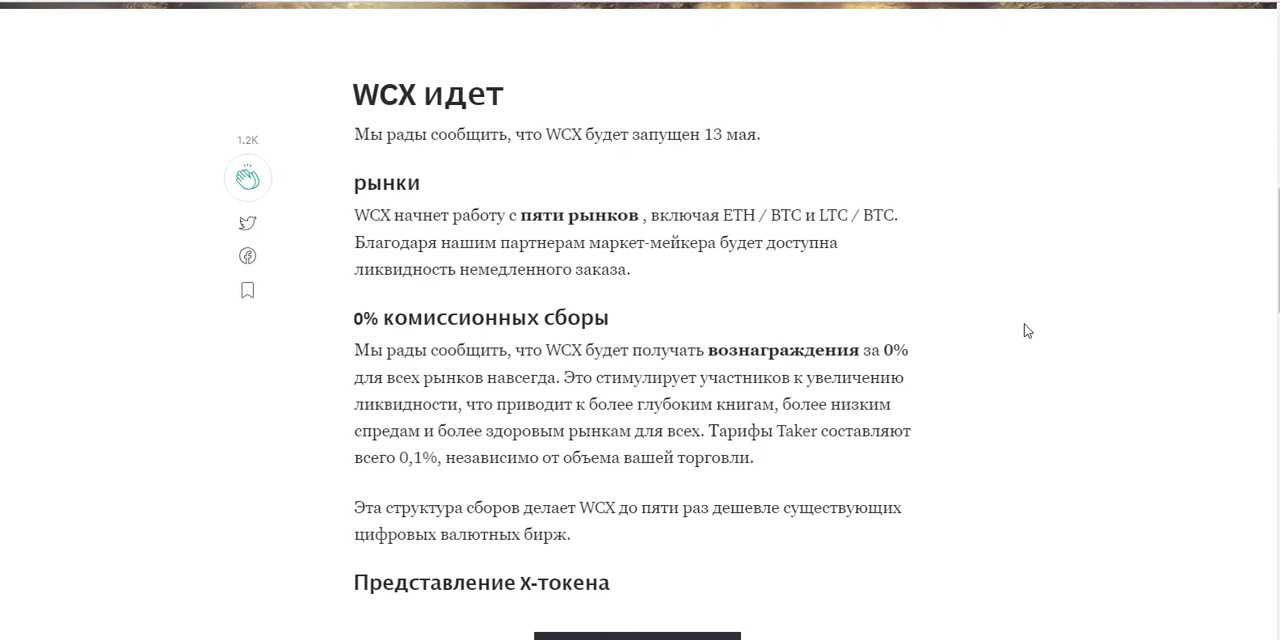 WCX идет
1.2K
Мы рады сообщить, что WCX будет запущен 13 мая.
рынки
WCX начнет работу с пяти рынков , включая ETH / BTC и LTC / BTC.
Благодаря нашим партнерам маркет-мейкера будет доступна
ликвидность немедленного заказа.
0% комиссионных сборы
Мы рады сообщить, что WCX будет получать вознаграждения за 0%
для всех рынков навсегда. Это стимулирует участников к увеличению
ликвидности, что приводит к более глубоким книгам, более низким
спредам и более здоровым рынкам для всех. Тарифы Taker составляют
всего 0,1%, независимо от объема вашей торговли.
Эта структура сборов делает WCX до пяти раз дешевле существующих
цифровых валютных бирж.
Представление X-токена